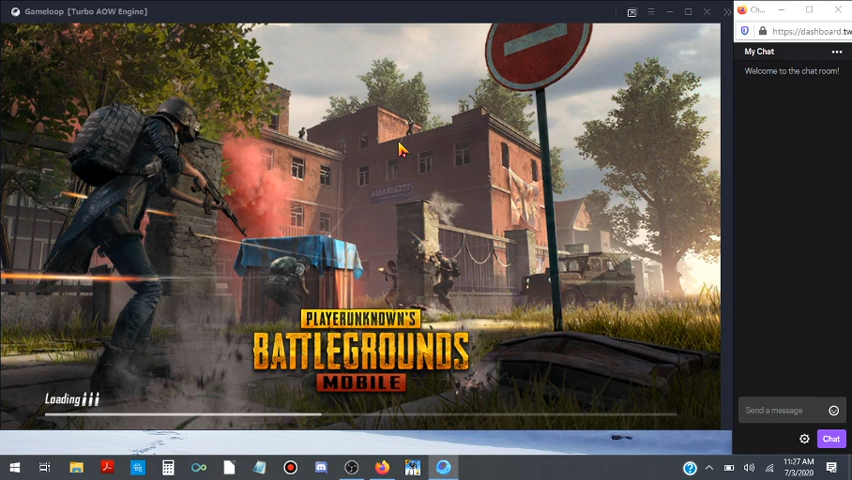 Gameloop [Turbo AOW Engine]
Ch...
https://dashboard.tw
My Chat
Welcome to the chat room!
PLAYERUNKNOWN'S
BATTLEGROUNDS
MOBILE
Loading
Send a message
Chat
11:27 AM
7/3/2020